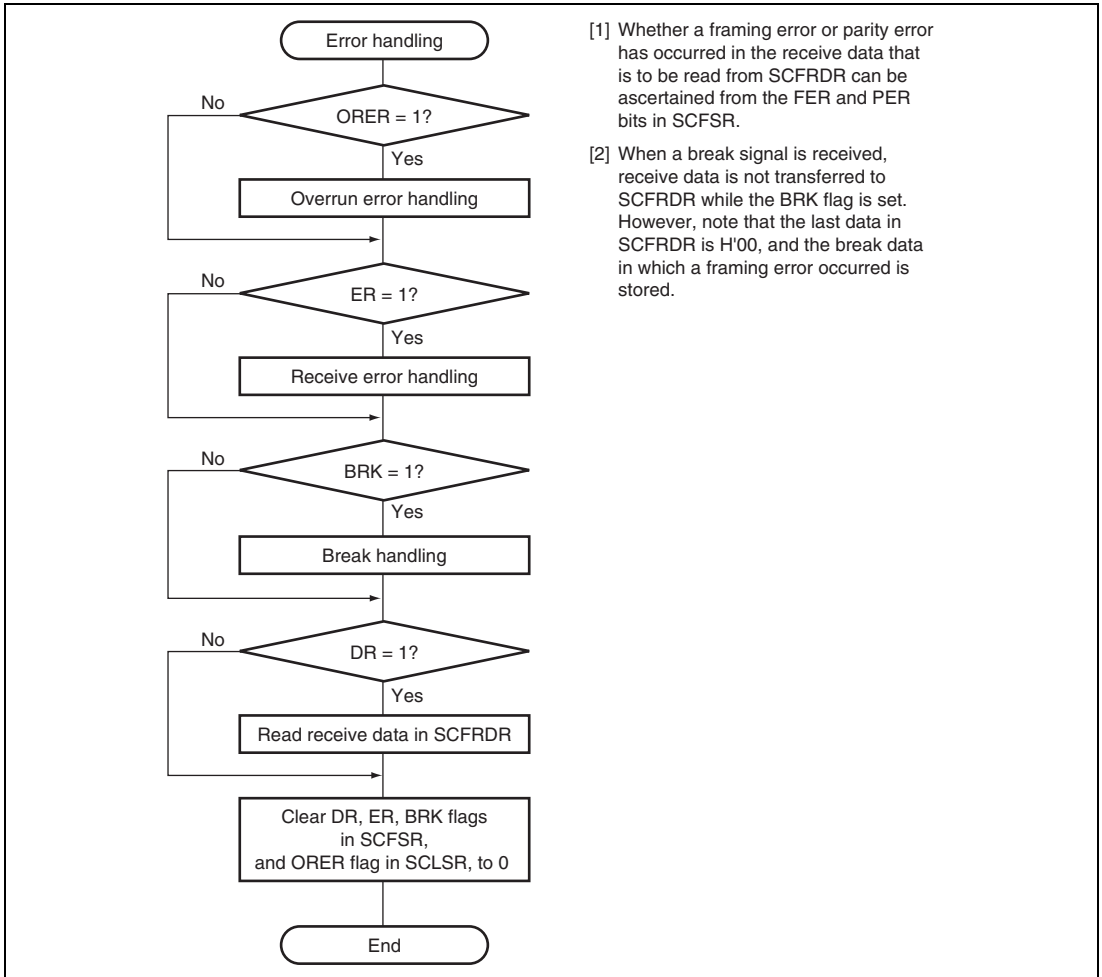 Error handling
No
ORER = 1?
Yes
Overrun error handling
No
ER = 1?
Yes
Receive error handling
No
BRK = 1?
Yes
Break handling
No
DR = 1?
Yes
Read receive data in SCFRDR
Clear DR, ER, BRK flags
in SCFSR,
and ORER flag in SCLSR, to 0
End
[1] Whether a framing error or parity error
has occurred in the receive data that
is to be read from SCFRDR can be
ascertained from the FER and PER
bits in SCFSR.
[2] When a break signal is received,
receive data is not transferred to
SCFRDR while the BRK flag is set.
However, note that the last data in
SCFRDR is H'00, and the break data
in which a framing error occurred is
stored.